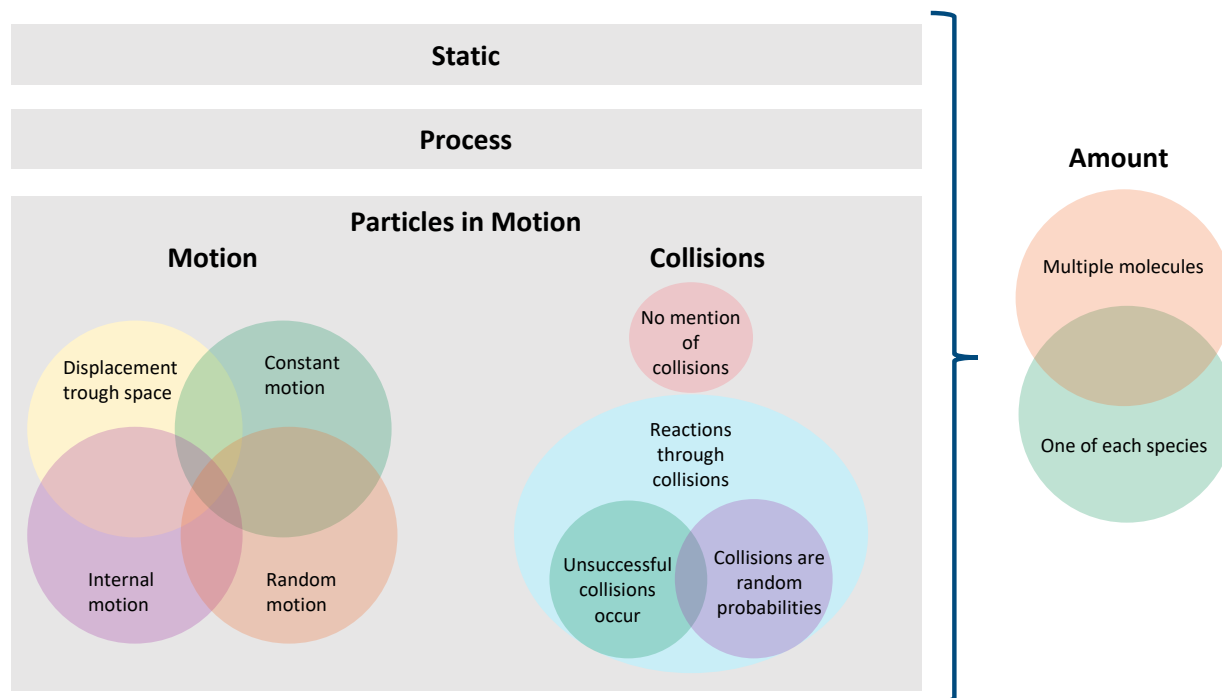 Static
Process
Particles in Motion
Motion
Collisions
Displacement
trough space
Constant
motion
Internal
motion
Random
motion
No mention
of
collisions
Reactions
through
collisions
Unsuccessful
collisions
occur
Collisions are
random
probabilities
Amount
Multiple molecules
One of each species